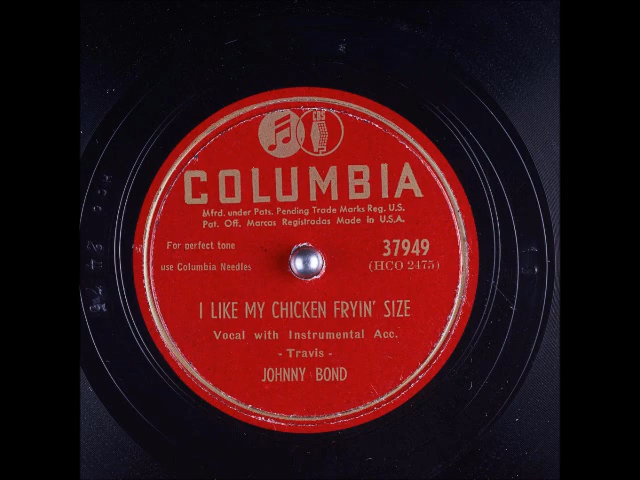 COLUMBIA
Mfrd. under Pats. Pending Trade Marks Reg. U.S.
Pat. Off. Marcas Registradas Made in U.S.A.
For perfect tone
use Columbia Needles
37949
(HCO 2475)
I LIKE MY CHICKEN FRYIN' SIZE
Vocal with Instrumental Acc.
- Travis -
JOHNNY BOND